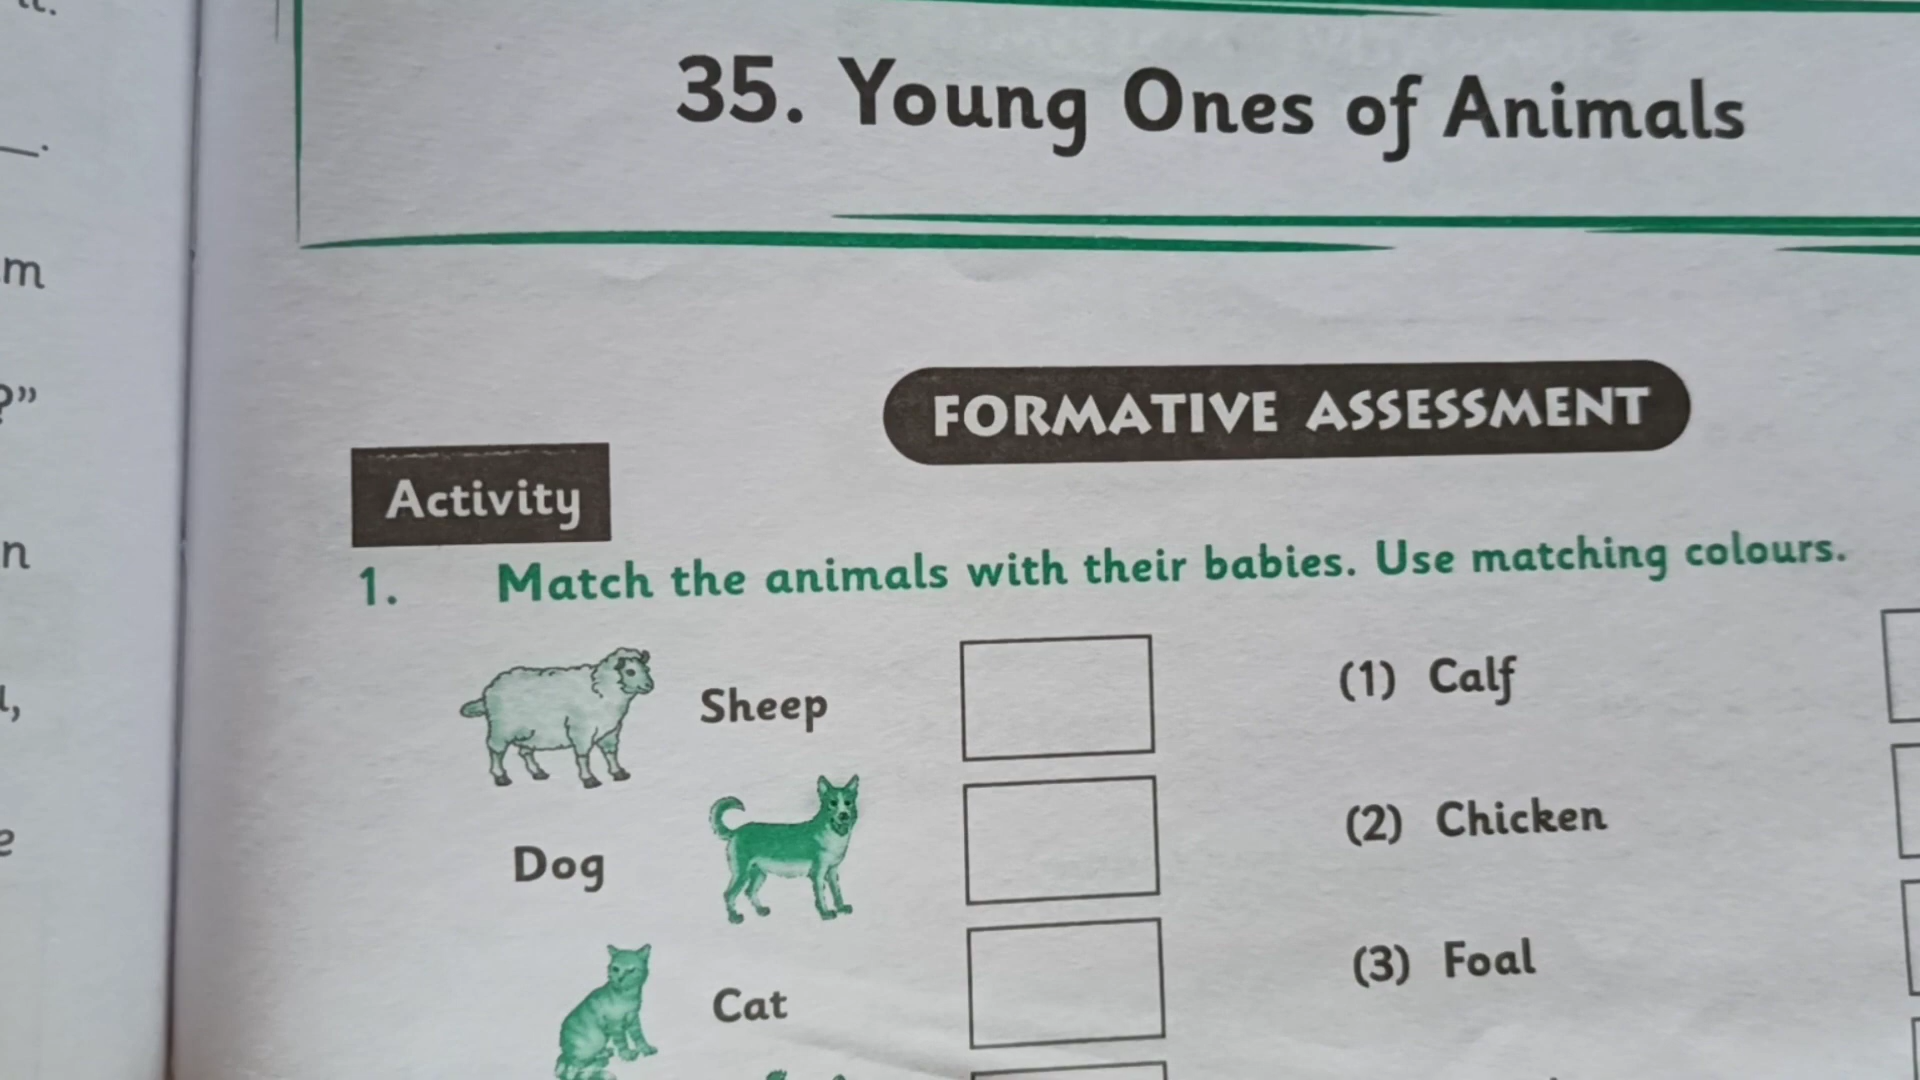 35. Young Ones of Animals
FORMATIVE ASSESSMENT
Activity
1. Match the animals with their babies. Use matching colours.
Sheep
(1) Calf
Dog
(2) Chicken
Cat
(3) Foal